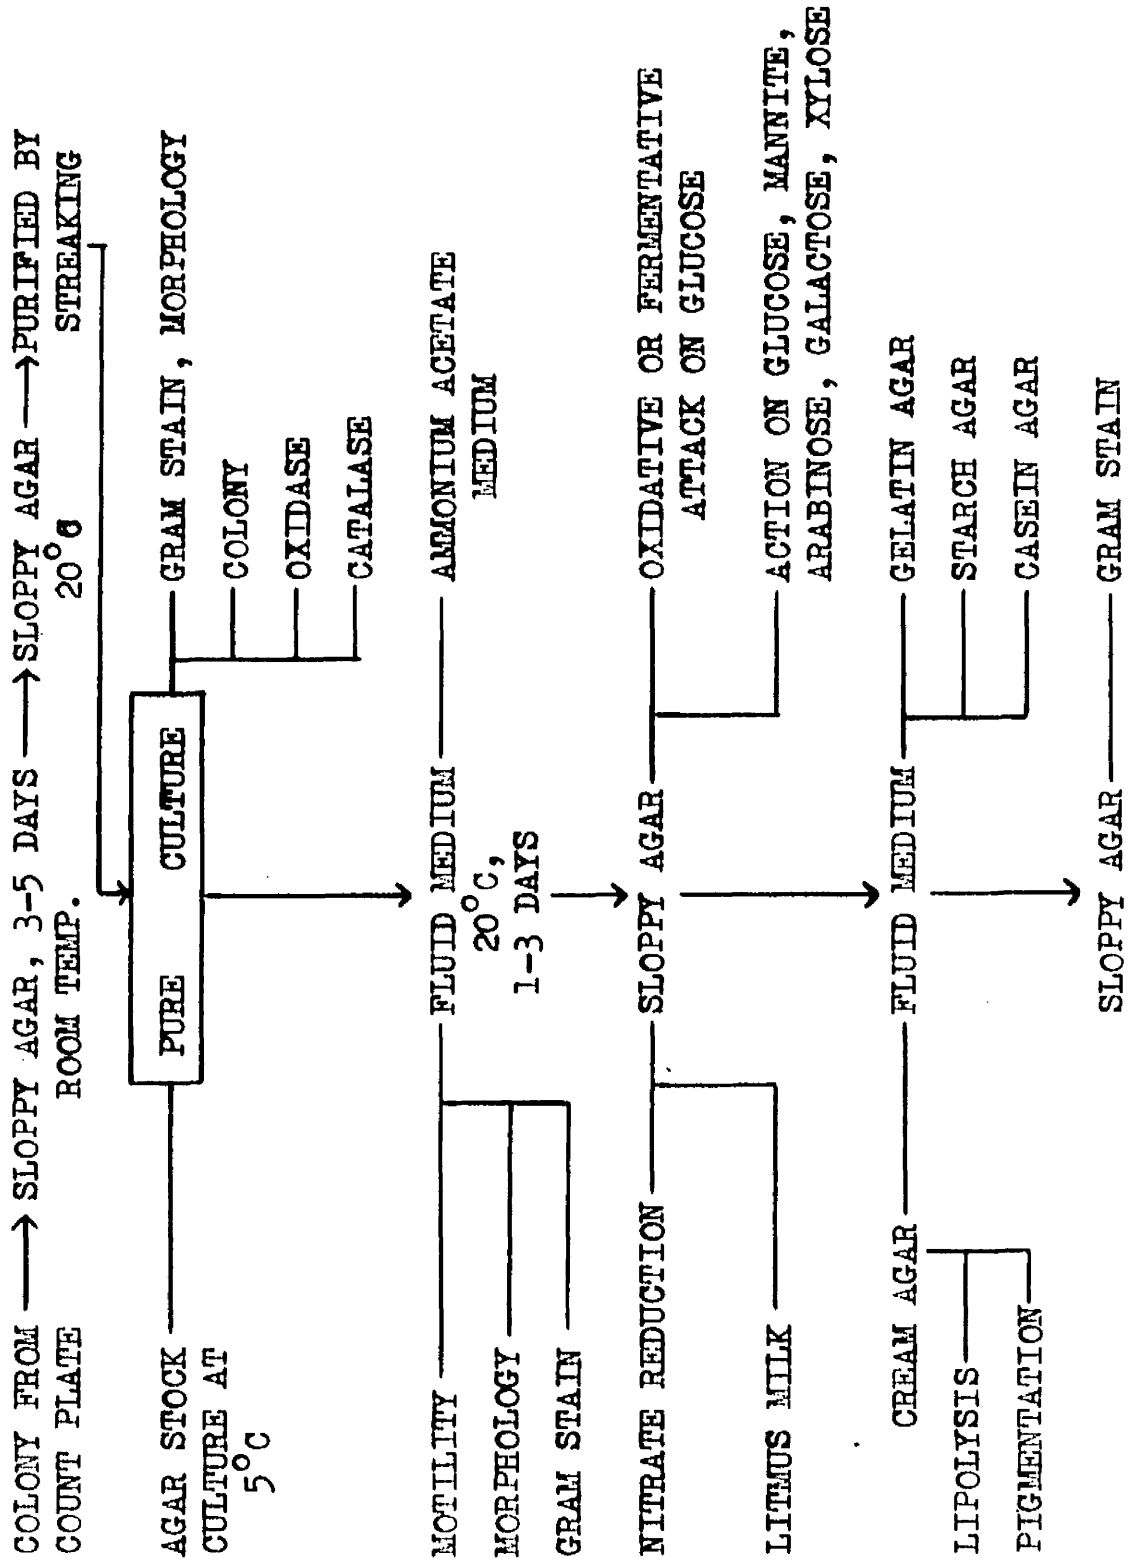 COLONY FROM → SLOPPY AGAR, 3-5 DAYS → SLOPPY AGAR → PURIFIED BY
COUNT PLATE ROOM TEMP. 20°C STREAKING
PURE CULTURE
AGAR STOCK
CULTURE AT
5°C
GRAM STAIN, MORPHOLOGY
COLONY
OXIDASE
CATALASE
MOTILITY
MORPHOLOGY
GRAM STAIN
FLUID MEDIUM
20°C,
1-3 DAYS
AMMONIUM ACETATE
MEDIUM
NITRATE REDUCTION
LITMUS MILK
SLOPPY AGAR
OXIDATIVE OR FERMENTATIVE
ATTACK ON GLUCOSE
ACTION ON GLUCOSE, MANNITE,
ARABINOSE, GALACTOSE, XYLOSE
CREAM AGAR
LIPOLYSIS
PIGMENTATION
FLUID MEDIUM
GELATIN AGAR
STARCH AGAR
CASEIN AGAR
SLOPPY AGAR
GRAM STAIN